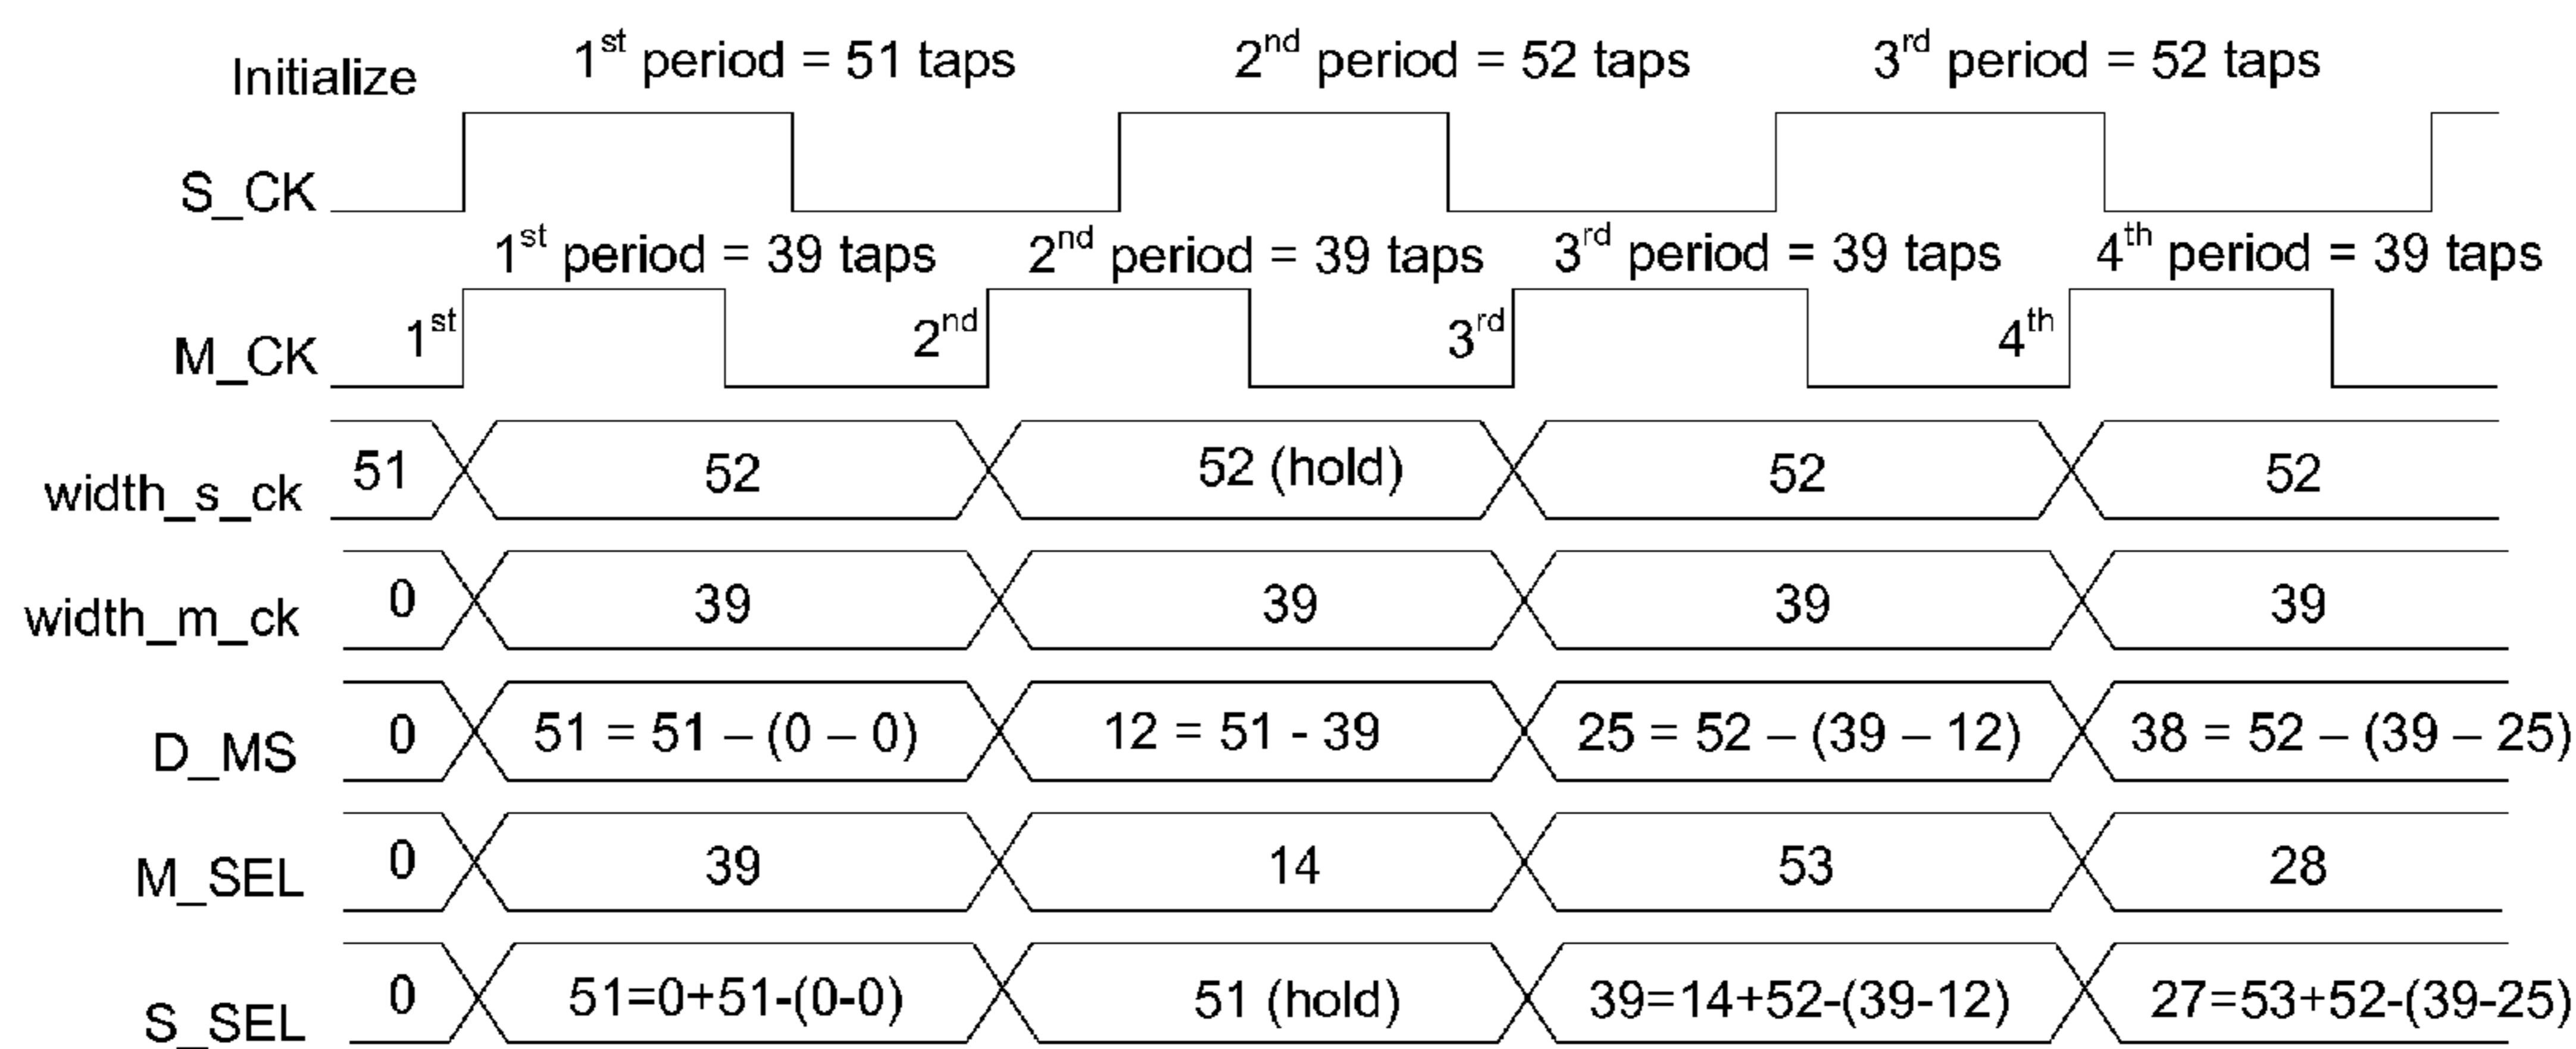 Initialize 1st period = 51 taps 2nd period = 52 taps 3rd period = 52 taps
S_CK
1st period = 39 taps 2nd period = 39 taps 3rd period = 39 taps 4th period = 39 taps
M_CK 1st 2nd 3rd 4th
width_s_ck 51 52 52 (hold) 52 52
width_m_ck 0 39 39 39 39
D_MS 0 51 = 51 – (0 – 0) 12 = 51 - 39 25 = 52 – (39 – 12) 38 = 52 – (39 – 25)
M_SEL 0 39 14 53 28
S_SEL 0 51=0+51-(0-0) 51 (hold) 39=14+52-(39-12) 27=53+52-(39-25)